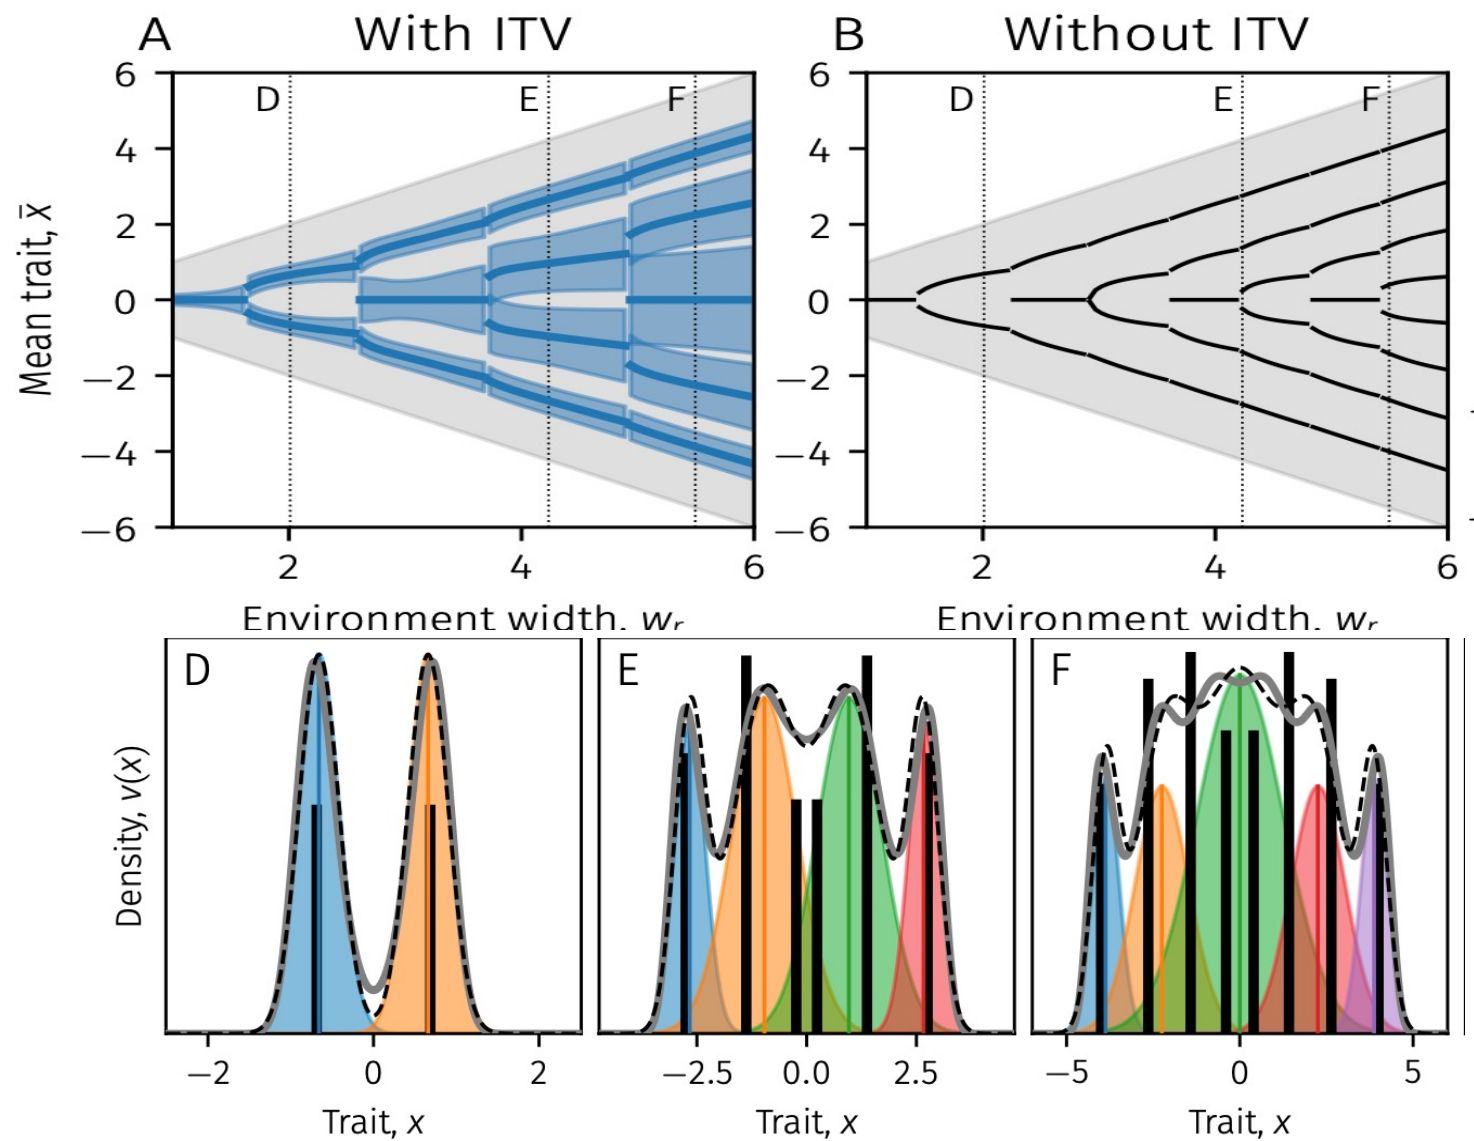 A With ITV B Without ITV
6 D E F 6 D E F
4 4
2 2
0 0
−2 −2
−4 −4
−6 −6
Mean trait, x̄
2 4 6 2 4 6
Environment width, wᵣ Environment width, wᵣ
D E F
Density, v(x)
−2 0 2 −2.5 0.0 2.5 −5 0 5
Trait, x Trait, x Trait, x